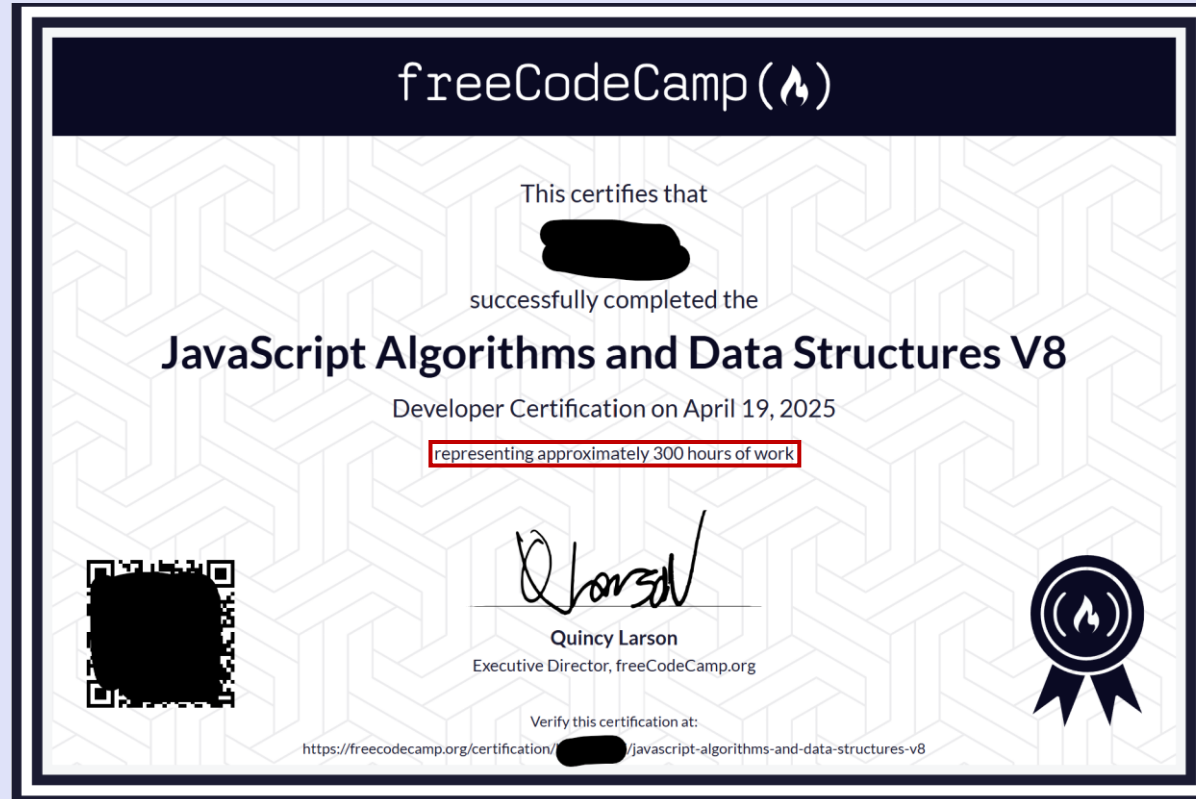 freeCodeCamp(🔥)
This certifies that
successfully completed the
JavaScript Algorithms and Data Structures V8
Developer Certification on April 19, 2025
representing approximately 300 hours of work
QLarson
Quincy Larson
Executive Director, freeCodeCamp.org
Verify this certification at:
https://freecodecamp.org/certification/ /javascript-algorithms-and-data-structures-v8